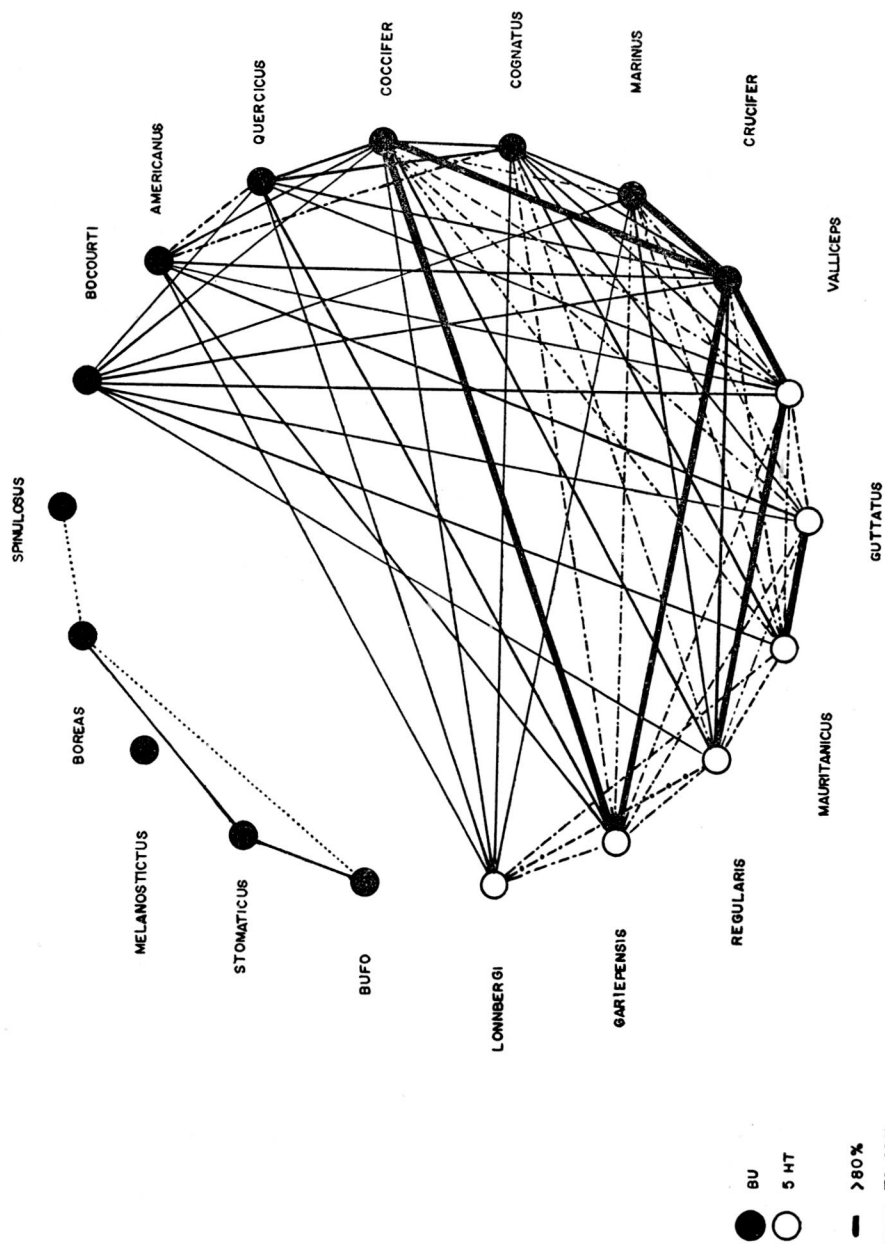 SPINULOSUS
BOCOURTI
AMERICANUS
QUERCICUS
COCCIFER
COGNATUS
MARINUS
CRUCIFER
VALLICEPS
GUTTATUS
MAURITANICUS
REGULARIS
GARIEPENSIS
LONNBERGI
BUFO
STOMATICUS
MELANOSTICTUS
BOREAS
BU
5 HT
>80%